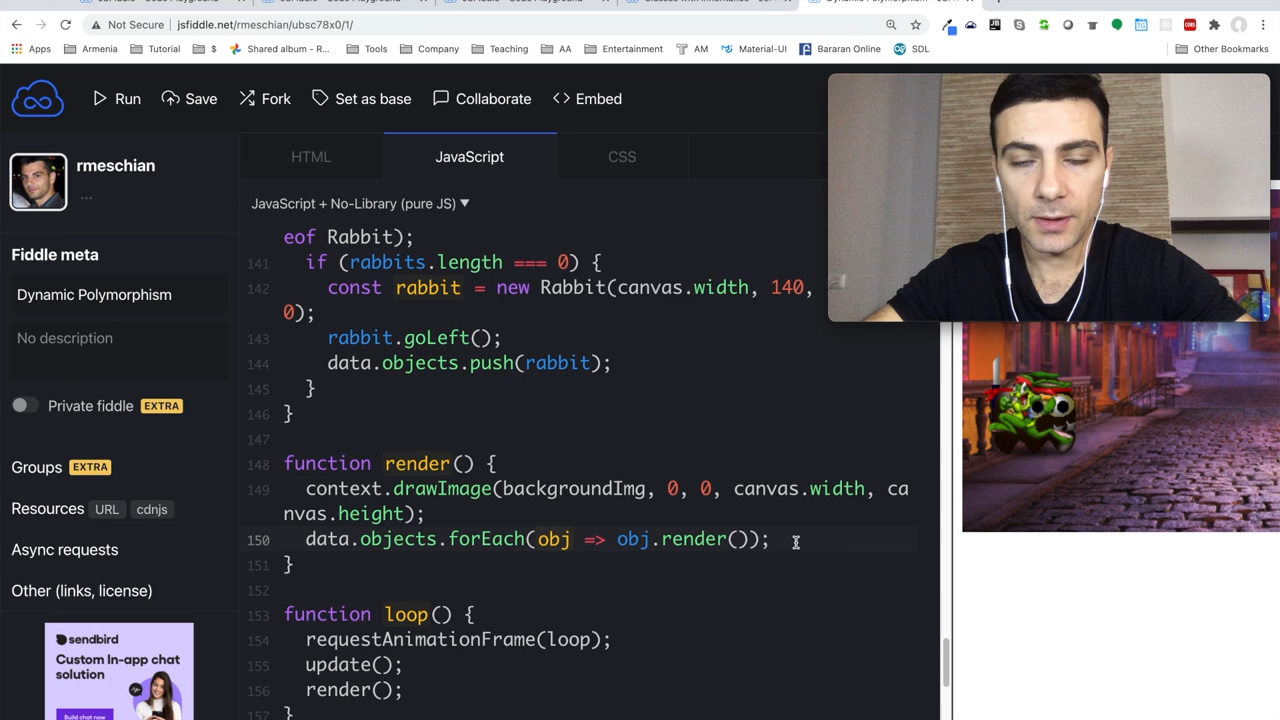 Not Secure | jsfiddle.net/rmeschian/ubsc78x0/1/
Apps Armenia Tutorial $ Shared album - R... Tools Company Teaching AA Entertainment AM Material-UI Bararan Online SDL Other Bookmarks
Run Save Fork Set as base Collaborate Embed
rmeschian
...
Fiddle meta
Dynamic Polymorphism
No description
Private fiddle EXTRA
Groups EXTRA
Resources URL cdnjs
Async requests
Other (links, license)
sendbird
Custom In-app chat
solution
Build chat now
HTML JavaScript CSS
JavaScript + No-Library (pure JS) ▼
eof Rabbit);
141 if (rabbits.length === 0) {
142 const rabbit = new Rabbit(canvas.width, 140,
0);
143 rabbit.goLeft();
144 data.objects.push(rabbit);
145 }
146 }
147
148 function render() {
149 context.drawImage(backgroundImg, 0, 0, canvas.width, ca
nvas.height);
150 data.objects.forEach(obj => obj.render());
151 }
152
153 function loop() {
154 requestAnimationFrame(loop);
155 update();
156 render();
157 }